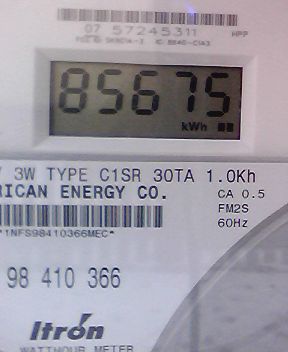 07 57245311 HPP
85675
kWh
3W TYPE C1SR 30TA 1.0Kh
RICAN ENERGY CO. CA 0.5
FM2S
*1NFS98410366MEC*
60Hz
98 410 366
Itron
WATTHOUR METER